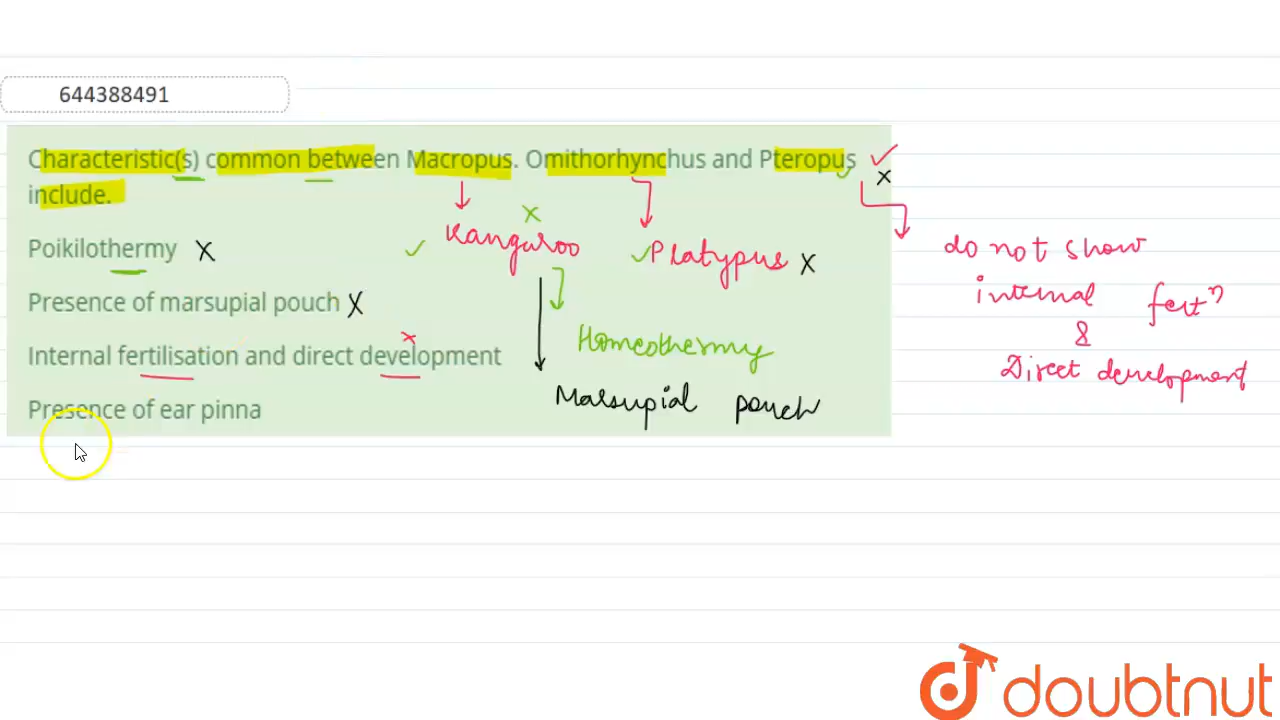 644388491
Characteristic(s) common between Macropus. Omithorhynchus and Pteropus
include.
Poikilothermy X
Kangaroo
Platypus X
do not show
internal fertⁿ
&
Direct development
Presence of marsupial pouch X
Homeothermy
Internal fertilisation and direct development
Marsupial pouch
Presence of ear pinna
doubtnut